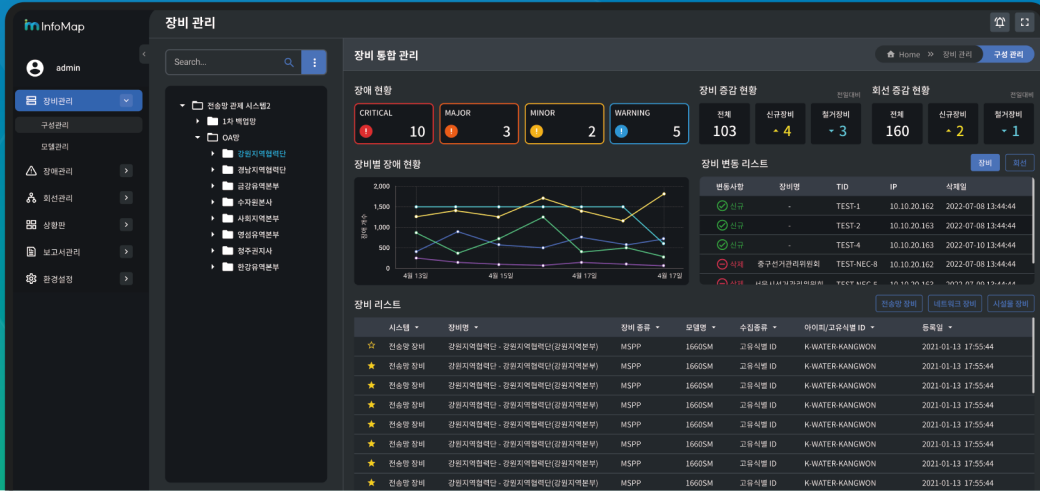 im InfoMap
장비 관리
admin
장비관리
구성관리
모델관리
장애관리
회선관리
상황판
보고서관리
환경설정
Search...
전송망 관제 시스템2
1차 백업망
OA망
강원지역협력단
경남지역협력단
금강유역본부
수자원본사
사회지역본부
영섬유역본부
청주권지사
한강유역본부
장비 통합 관리
Home » 장비 관리 구성 관리
장애 현황
CRITICAL 10
MAJOR 3
MINOR 2
WARNING 5
장비 증감 현황 전일대비
전체 103
신규장비 4
철거장비 3
회선 증감 현황 전일대비
전체 160
신규장비 2
철거장비 1
장비별 장애 현황
장애 개수
2,000
1,500
1,000
500
0
4월 13일 4월 15일 4월 17일 4월 17일
장비 변동 리스트 장비 회선
변동사항 장비명 TID IP 삭제일
신규 - TEST-1 10.10.20.162 2022-07-08 13:44:44
신규 - TEST-2 10.10.20.163 2022-07-08 13:44:44
신규 - TEST-4 10.10.20.163 2022-07-10 13:44:44
삭제 중구선거관리위원회 TEST-NEC-8 10.10.20.162 2022-07-08 13:44:44
장비 리스트 전송망 장비 네트워크 장비 시설물 장비
시스템 장비명 장비 종류 모델명 수집종류 아이피/고유식별 ID 등록일
전송망 장비 강원지역협력단 - 강원지역협력단(강원지역본부) MSPP 1660SM 고유식별 ID K-WATER-KANGWON 2021-01-13 17:55:44
전송망 장비 강원지역협력단 - 강원지역협력단(강원지역본부) MSPP 1660SM 고유식별 ID K-WATER-KANGWON 2021-01-13 17:55:44
전송망 장비 강원지역협력단 - 강원지역협력단(강원지역본부) MSPP 1660SM 고유식별 ID K-WATER-KANGWON 2021-01-13 17:55:44
전송망 장비 강원지역협력단 - 강원지역협력단(강원지역본부) MSPP 1660SM 고유식별 ID K-WATER-KANGWON 2021-01-13 17:55:44
전송망 장비 강원지역협력단 - 강원지역협력단(강원지역본부) MSPP 1660SM 고유식별 ID K-WATER-KANGWON 2021-01-13 17:55:44
전송망 장비 강원지역협력단 - 강원지역협력단(강원지역본부) MSPP 1660SM 고유식별 ID K-WATER-KANGWON 2021-01-13 17:55:44
전송망 장비 강원지역협력단 - 강원지역협력단(강원지역본부) MSPP 1660SM 고유식별 ID K-WATER-KANGWON 2021-01-13 17:55:44
전송망 장비 강원지역협력단 - 강원지역협력단(강원지역본부) MSPP 1660SM 고유식별 ID K-WATER-KANGWON 2021-01-13 17:55:44